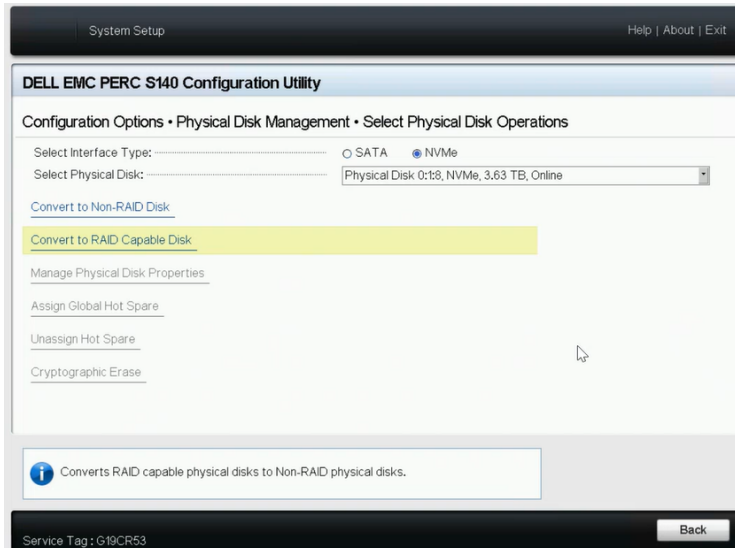 System Setup
Help | About | Exit
DELL EMC PERC S140 Configuration Utility
Configuration Options • Physical Disk Management • Select Physical Disk Operations
Select Interface Type: SATA NVMe
Select Physical Disk: Physical Disk 0:1:8, NVMe, 3.63 TB, Online
Convert to Non-RAID Disk
Convert to RAID Capable Disk
Manage Physical Disk Properties
Assign Global Hot Spare
Unassign Hot Spare
Cryptographic Erase
Converts RAID capable physical disks to Non-RAID physical disks.
Service Tag : G19CR53
Back